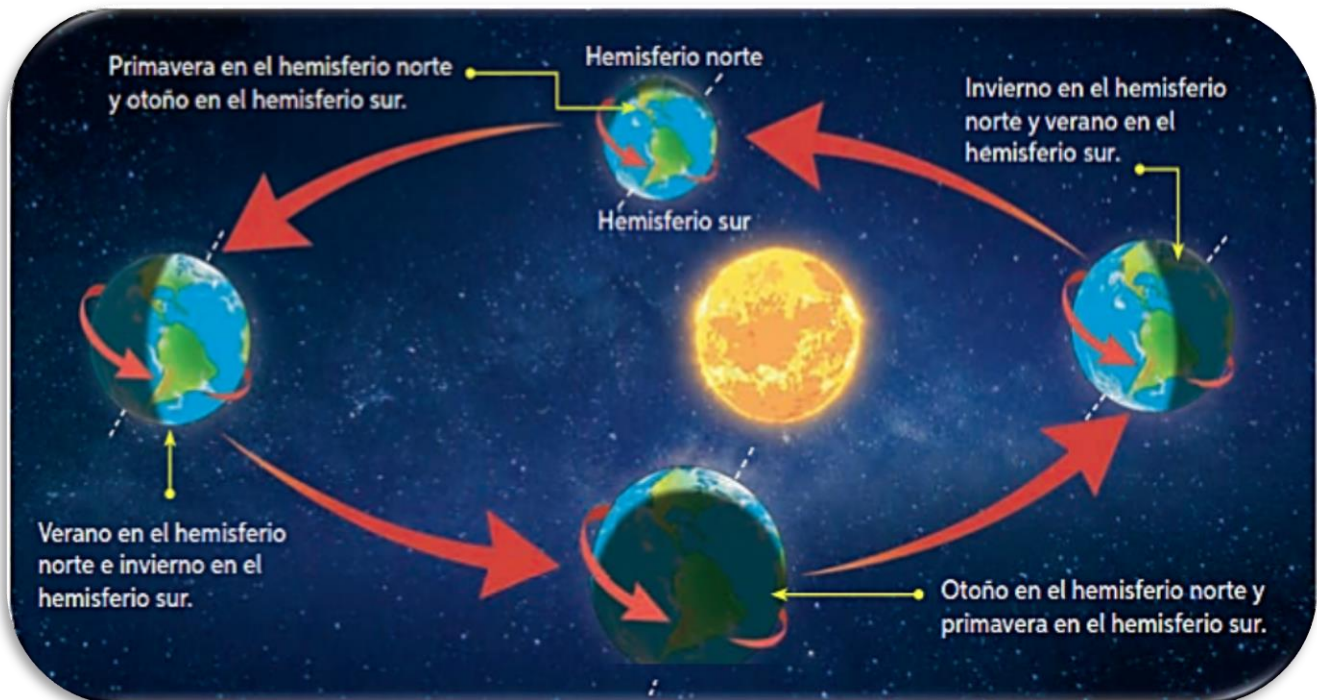 Primavera en el hemisferio norte
y otoño en el hemisferio sur.
Hemisferio norte
Invierno en el hemisferio
norte y verano en el
hemisferio sur.
Hemisferio sur
Verano en el hemisferio
norte e invierno en el
hemisferio sur.
Otoño en el hemisferio norte y
primavera en el hemisferio sur.